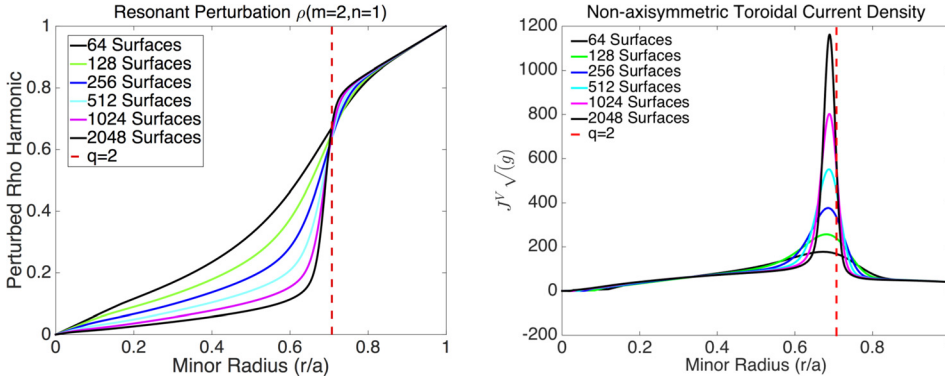 Resonant Perturbation ρ(m=2,n=1)
1
0.8
0.6
0.4
0.2
0
Perturbed Rho Harmonic
64 Surfaces
128 Surfaces
256 Surfaces
512 Surfaces
1024 Surfaces
2048 Surfaces
q=2
0 0.2 0.4 0.6 0.8 1
Minor Radius (r/a)
Non-axisymmetric Toroidal Current Density
1200
1000
800
600
400
200
0
-200
J^V √(g)
64 Surfaces
128 Surfaces
256 Surfaces
512 Surfaces
1024 Surfaces
2048 Surfaces
q=2
0 0.2 0.4 0.6 0.8
Minor Radius (r/a)